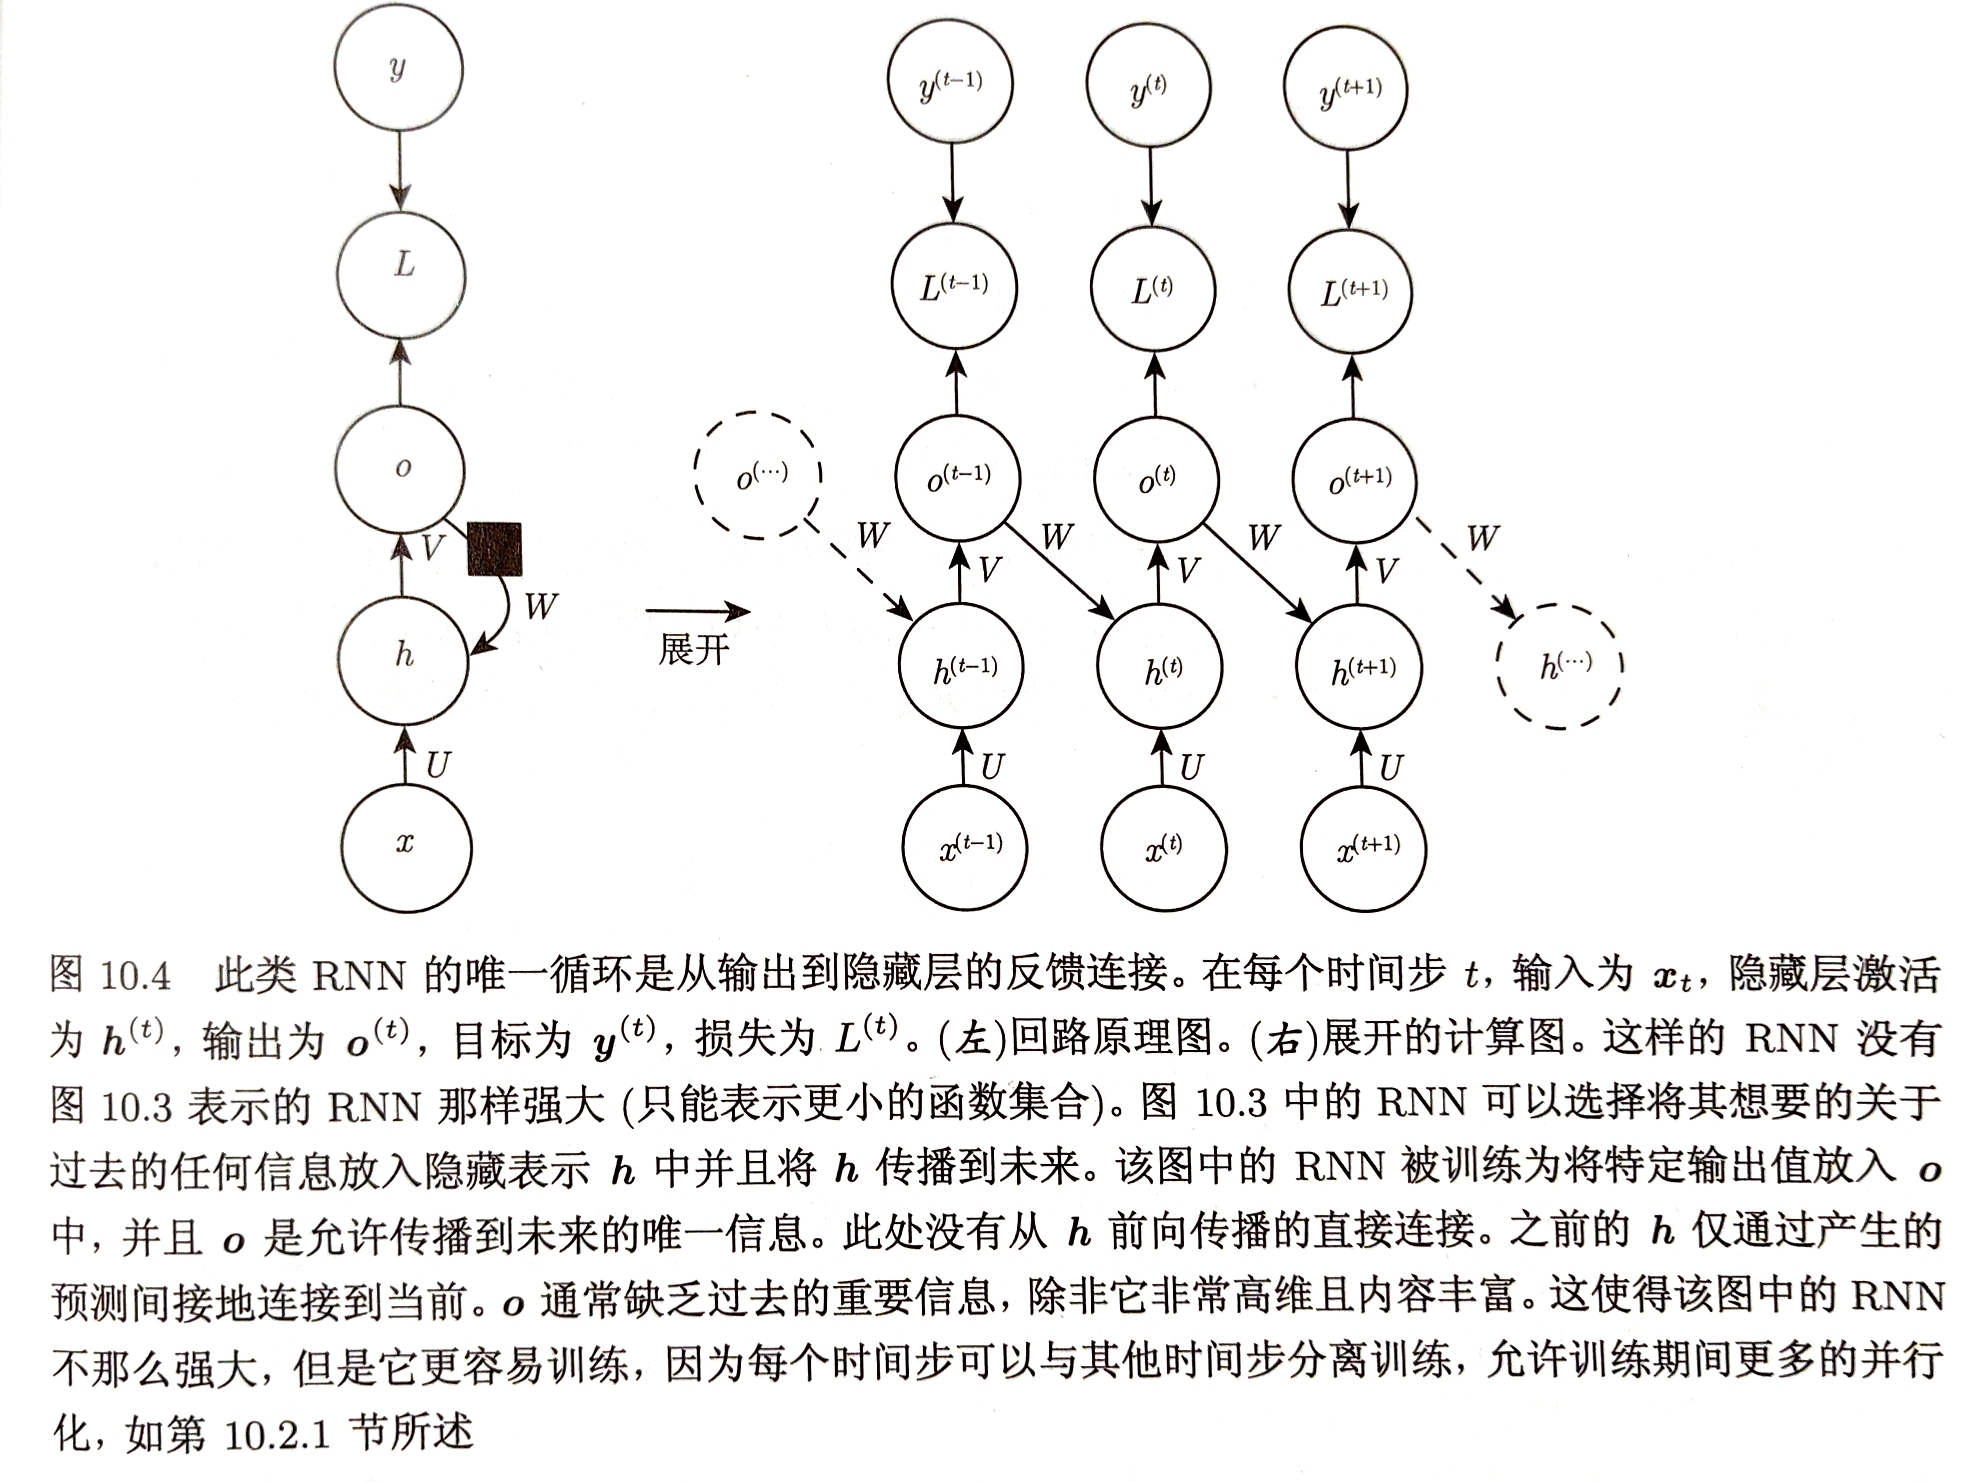 y
y^(t−1) y^(t) y^(t+1)
L
L^(t−1) L^(t) L^(t+1)
o
o^(⋯) o^(t−1) o^(t) o^(t+1)
V W W W W
W V V V
展开
h
h^(t−1) h^(t) h^(t+1) h^(⋯)
U U U U
x
x^(t−1) x^(t) x^(t+1)
图 10.4 此类 RNN 的唯一循环是从输出到隐藏层的反馈连接。在每个时间步 t，输入为 x_t，隐藏层激活
为 h^(t)，输出为 o^(t)，目标为 y^(t)，损失为 L^(t)。(左)回路原理图。(右)展开的计算图。这样的 RNN 没有
图 10.3 表示的 RNN 那样强大 (只能表示更小的函数集合)。图 10.3 中的 RNN 可以选择将其想要的关于
过去的任何信息放入隐藏表示 h 中并且将 h 传播到未来。该图中的 RNN 被训练为将特定输出值放入 o
中，并且 o 是允许传播到未来的唯一信息。此处没有从 h 前向传播的直接连接。之前的 h 仅通过产生的
预测间接地连接到当前。o 通常缺乏过去的重要信息，除非它非常高维且内容丰富。这使得该图中的 RNN
不那么强大，但是它更容易训练，因为每个时间步可以与其他时间步分离训练，允许训练期间更多的并行
化，如第 10.2.1 节所述